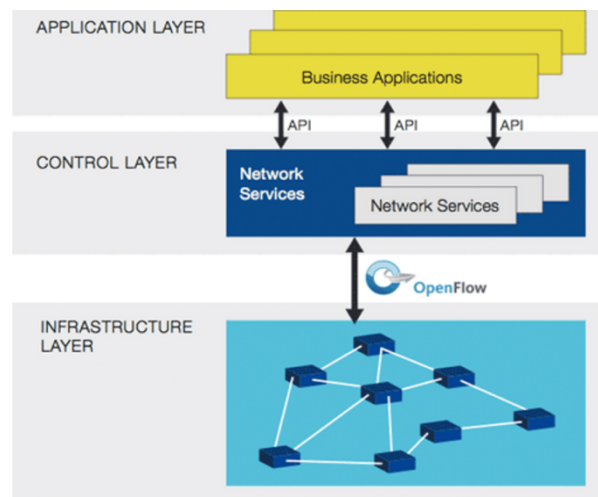 APPLICATION LAYER
Business Applications
API
API
API
CONTROL LAYER
Network
Services
Network Services
OpenFlow
INFRASTRUCTURE
LAYER